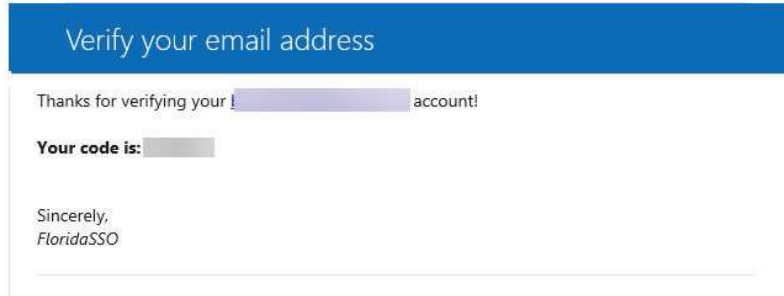 Verify your email address
Thanks for verifying your account!
Your code is:
Sincerely,
FloridaSSO